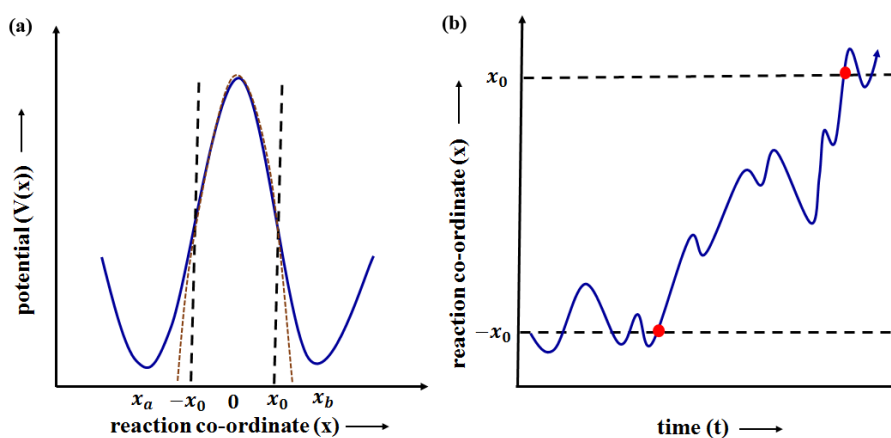 (a)
potential (V(x)) ⟶
x_a −x_0 0 x_0 x_b
reaction co-ordinate (x) ⟶
(b)
reaction co-ordinate (x) ⟶
x_0
−x_0
time (t) ⟶